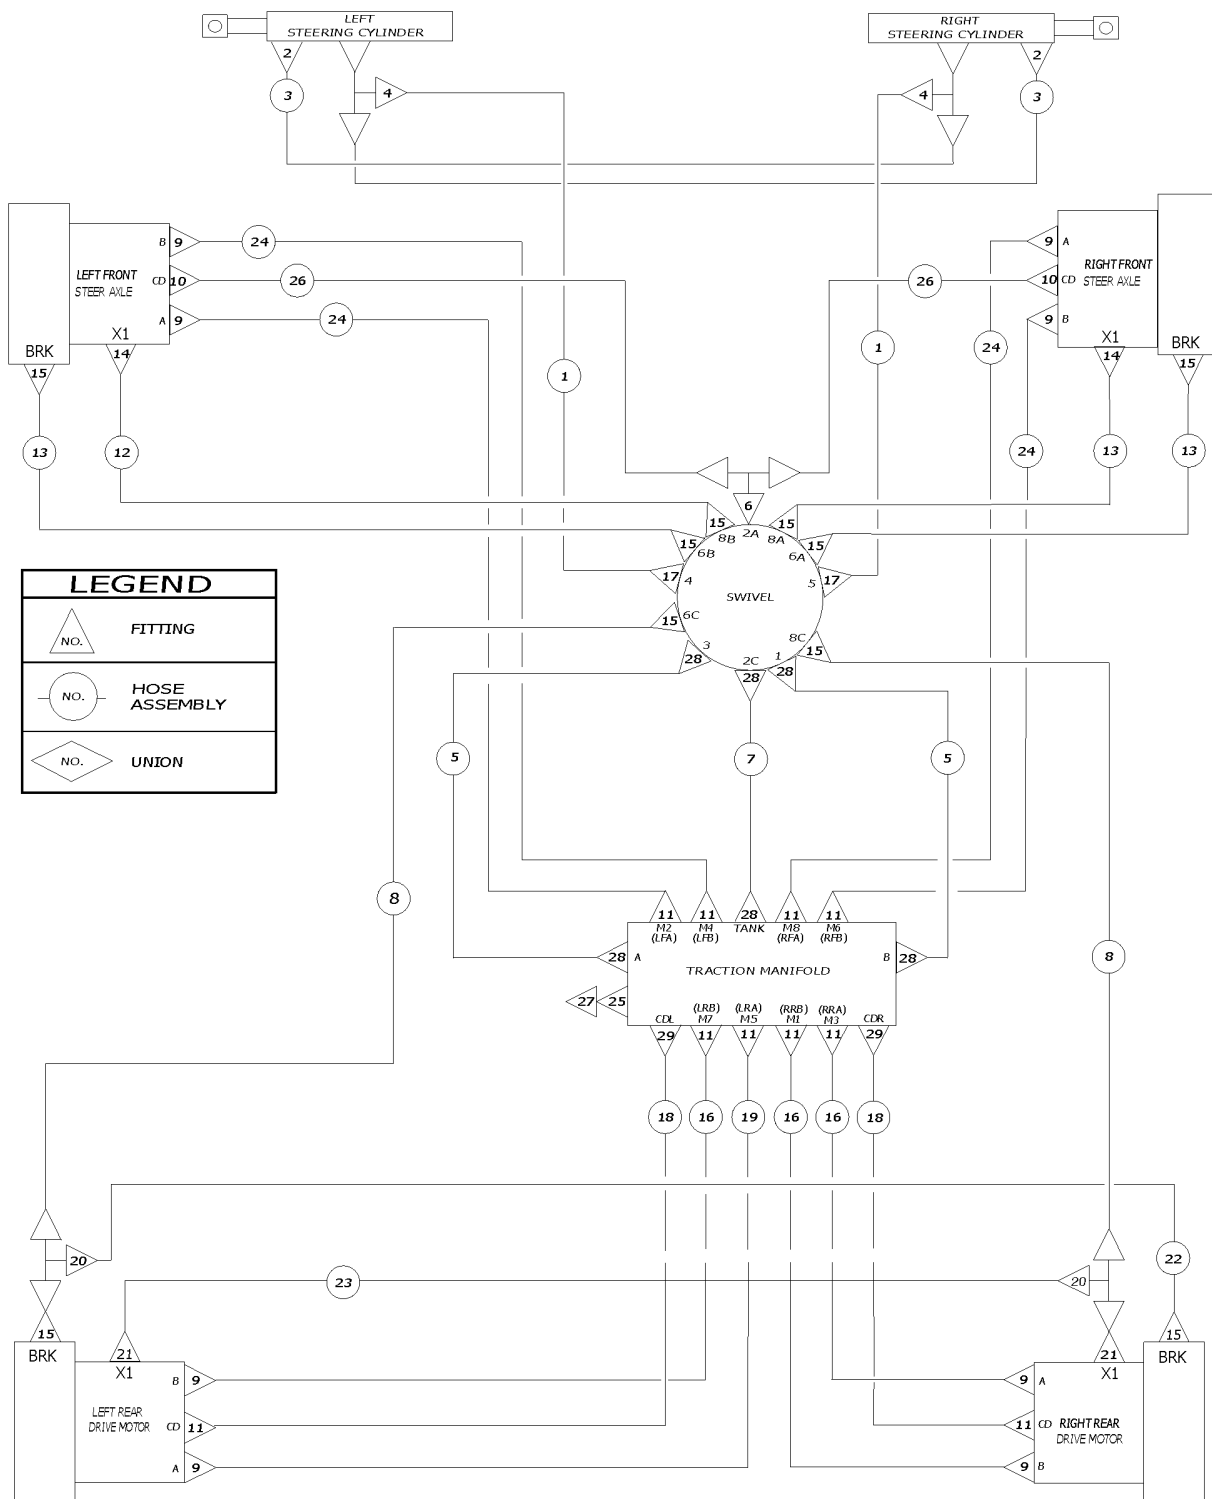 LEFT
STEERING CYLINDER
RIGHT
STEERING CYLINDER
2
2
3
4
4
3
B
9
24
9
A
LEFT FRONT
STEER AXLE
CD
10
26
26
10
CD
RIGHT FRONT
STEER AXLE
A
9
24
9
B
X1
X1
BRK
BRK
14
15
24
14
15
1
1
13
12
24
13
13
6
15
8B
2A
8A
15
15
6B
6A
15
17
4
5
17
SWIVEL
15
6C
8C
15
3
28
2C
1
28
28
LEGEND
NO.
FITTING
NO.
HOSE
ASSEMBLY
NO.
UNION
5
7
5
8
11
11
28
11
11
M2
(LFA)
M4
(LFB)
TANK
M8
(RFA)
M6
(RFB)
28
A
B
28
8
TRACTION MANIFOLD
27
25
CDL
(LRB)
M7
(LRA)
M5
(RRB)
M1
(RRA)
M3
CDR
29
11
11
11
11
29
18
16
19
16
16
18
20
22
23
20
15
21
21
15
BRK
X1
X1
BRK
B
9
9
A
LEFT REAR
DRIVE MOTOR
CD
11
11
CD
RIGHT REAR
DRIVE MOTOR
A
9
9
B